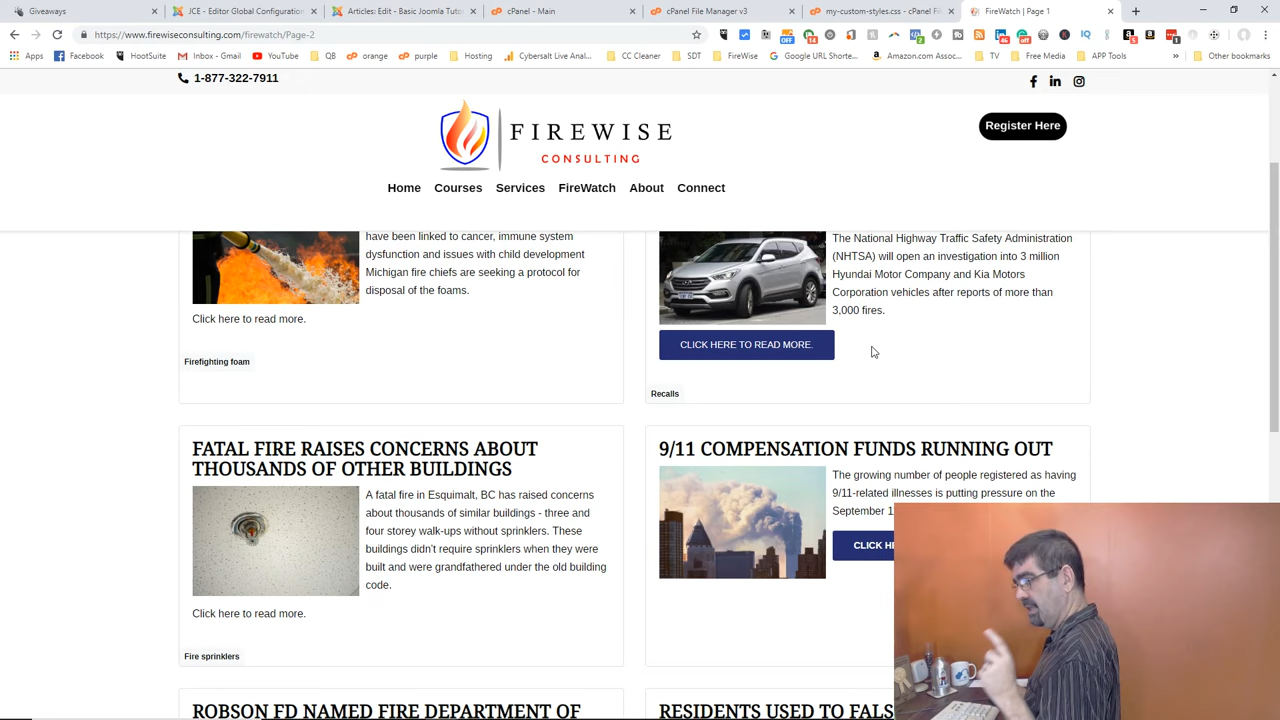 Giveaways
JCE - Editor Global Configuration
Articles: Edit - Basic Joomla Tuto
cPanel - Main
cPanel File Manager v3
my-custom-styles.css - cPanel Fil
FireWatch | Page 1
https://www.firewiseconsulting.com/firewatch/Page-2
Apps
Facebook
HootSuite
Inbox - Gmail
YouTube
QB
orange
purple
Hosting
Cybersalt Live Anal...
CC Cleaner
SDT
FireWise
Google URL Shorte...
Amazon.com Assoc...
TV
Free Media
APP Tools
Other bookmarks
1-877-322-7911
FIREWISE
CONSULTING
Register Here
Home Courses Services FireWatch About Connect
have been linked to cancer, immune system
dysfunction and issues with child development
Michigan fire chiefs are seeking a protocol for
disposal of the foams.
Click here to read more.
Firefighting foam
The National Highway Traffic Safety Administration
(NHTSA) will open an investigation into 3 million
Hyundai Motor Company and Kia Motors
Corporation vehicles after reports of more than
3,000 fires.
CLICK HERE TO READ MORE.
Recalls
FATAL FIRE RAISES CONCERNS ABOUT
THOUSANDS OF OTHER BUILDINGS
A fatal fire in Esquimalt, BC has raised concerns
about thousands of similar buildings - three and
four storey walk-ups without sprinklers. These
buildings didn't require sprinklers when they were
built and were grandfathered under the old building
code.
Click here to read more.
Fire sprinklers
9/11 COMPENSATION FUNDS RUNNING OUT
The growing number of people registered as having
9/11-related illnesses is putting pressure on the
September 1
CLICK HE
ROBSON FD NAMED FIRE DEPARTMENT OF
RESIDENTS USED TO FALS